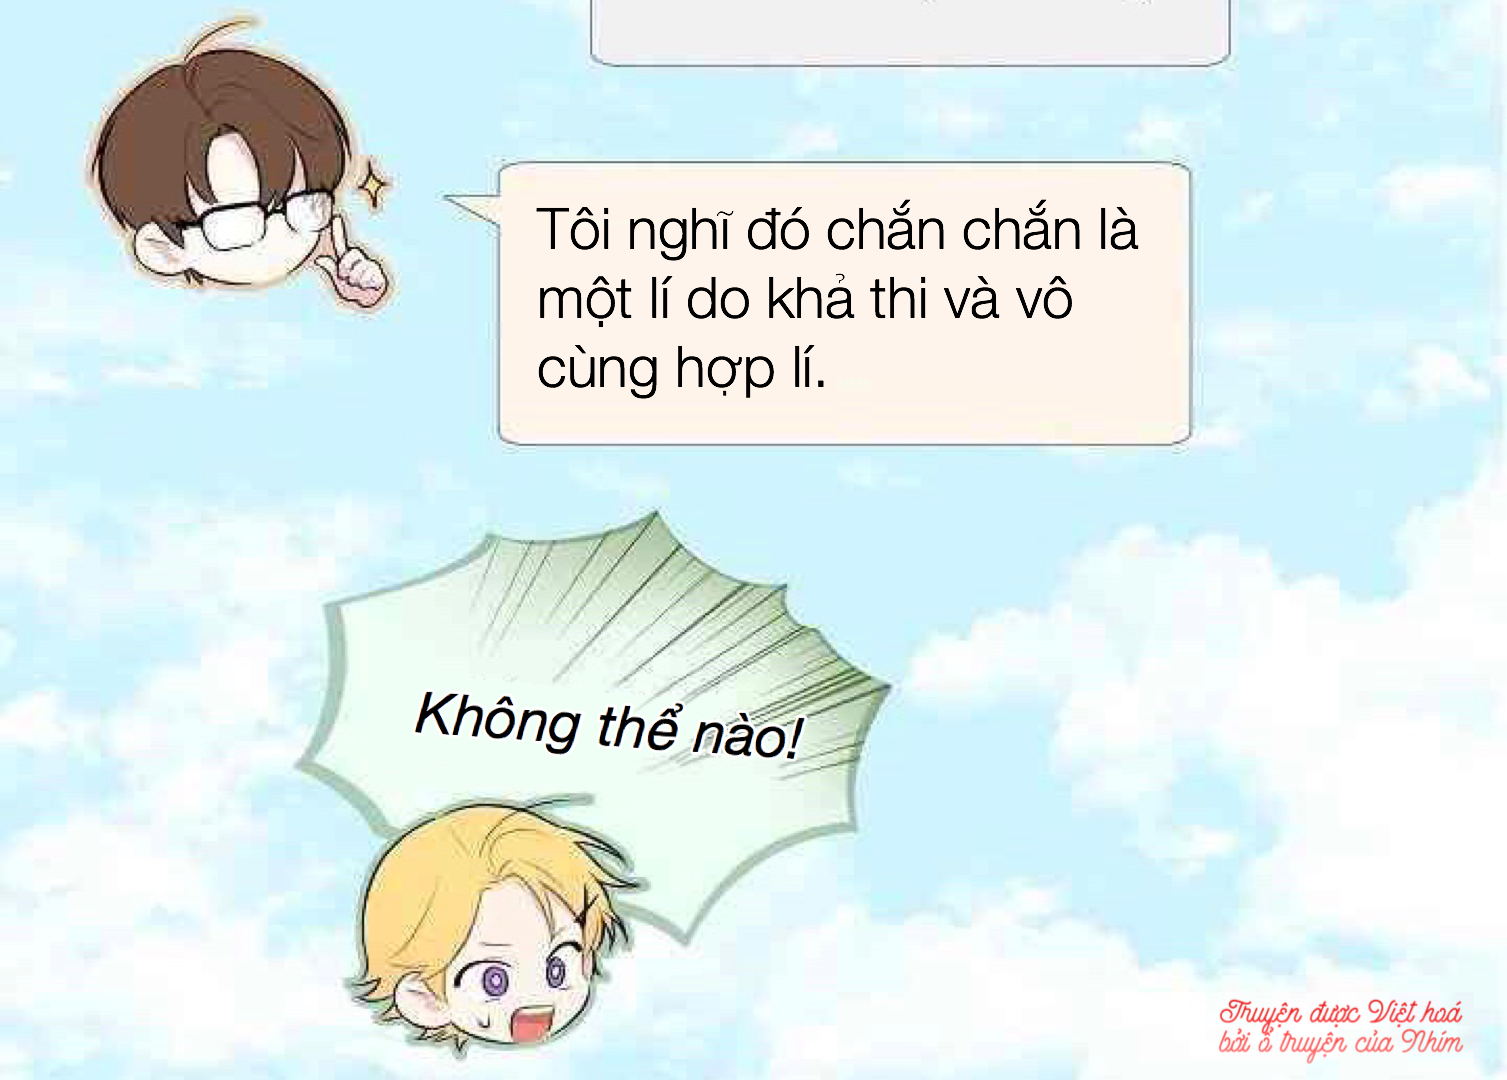 Tôi nghĩ đó chắn chắn là
một lí do khả thi và vô
cùng hợp lí.
Không thể nào!
Truyện được Việt hoá
bởi ổ truyện của Nhím